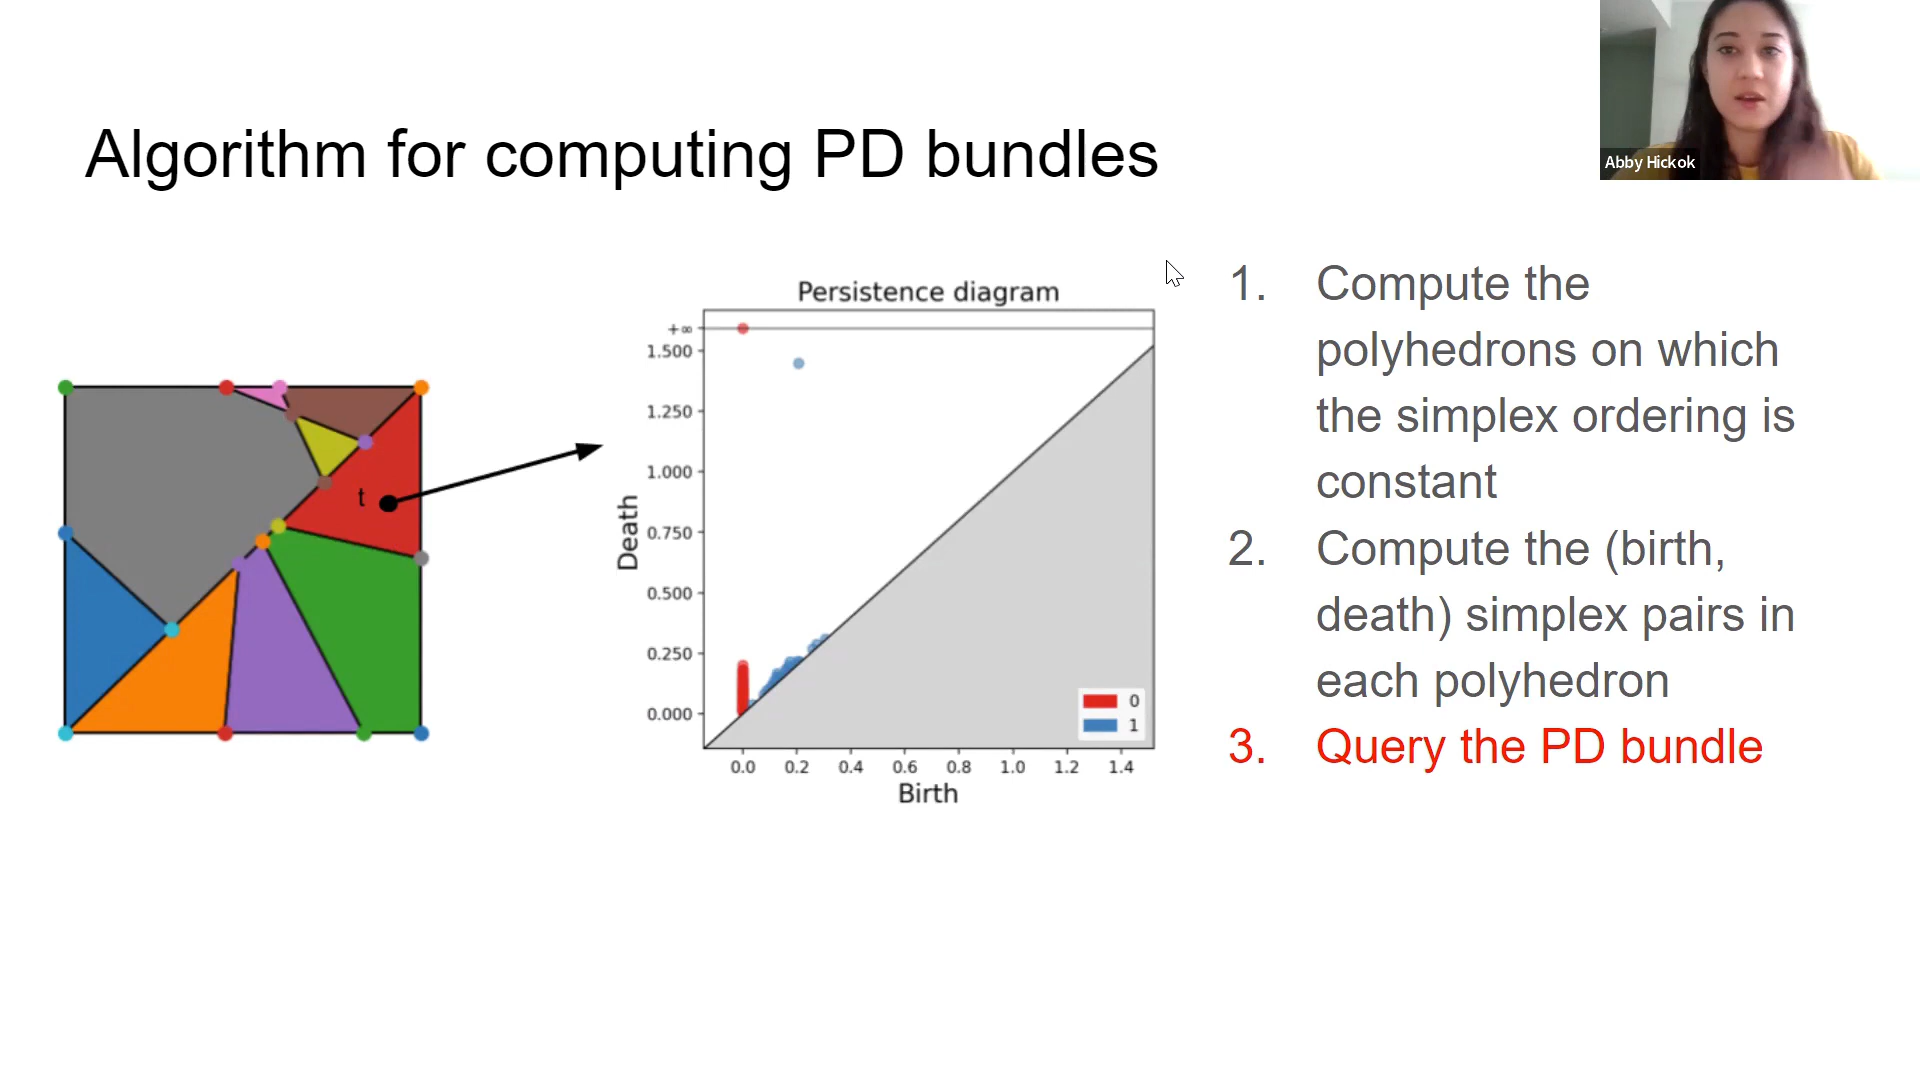 Abby Hickok
Algorithm for computing PD bundles
t
Persistence diagram
+∞
1.500
1.250
1.000
0.750
0.500
0.250
0.000
Death
0.0 0.2 0.4 0.6 0.8 1.0 1.2 1.4
Birth
0
1
1. Compute the
polyhedrons on which
the simplex ordering is
constant
2. Compute the (birth,
death) simplex pairs in
each polyhedron
3. Query the PD bundle